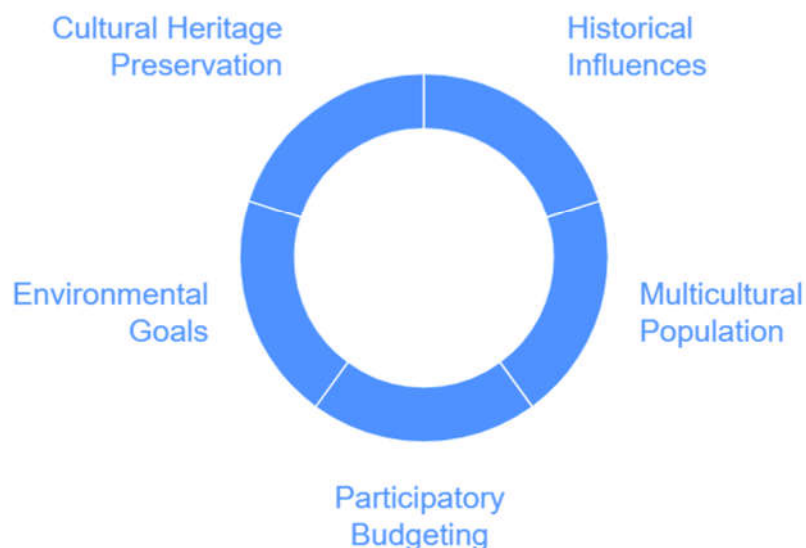 Cultural Heritage
Preservation
Historical
Influences
Environmental
Goals
Multicultural
Population
Participatory
Budgeting